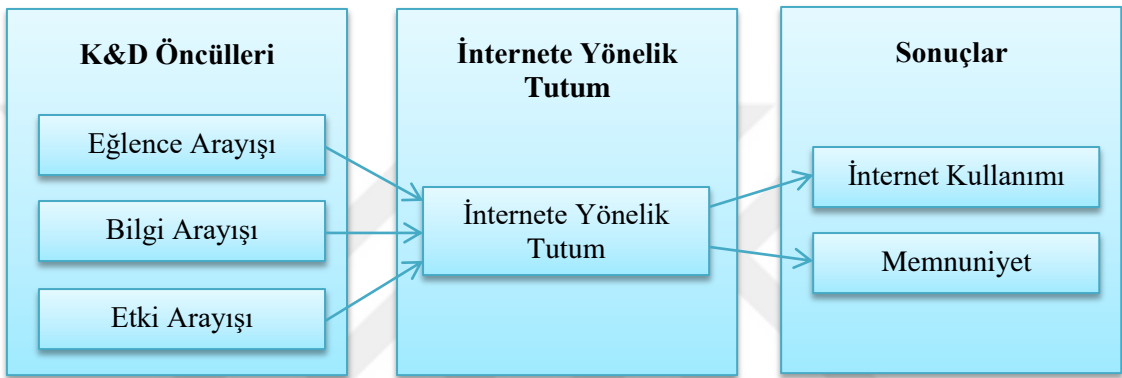 K&D Öncülleri
Eğlence Arayışı
Bilgi Arayışı
Etki Arayışı
İnternete Yönelik
Tutum
İnternete Yönelik
Tutum
Sonuçlar
İnternet Kullanımı
Memnuniyet